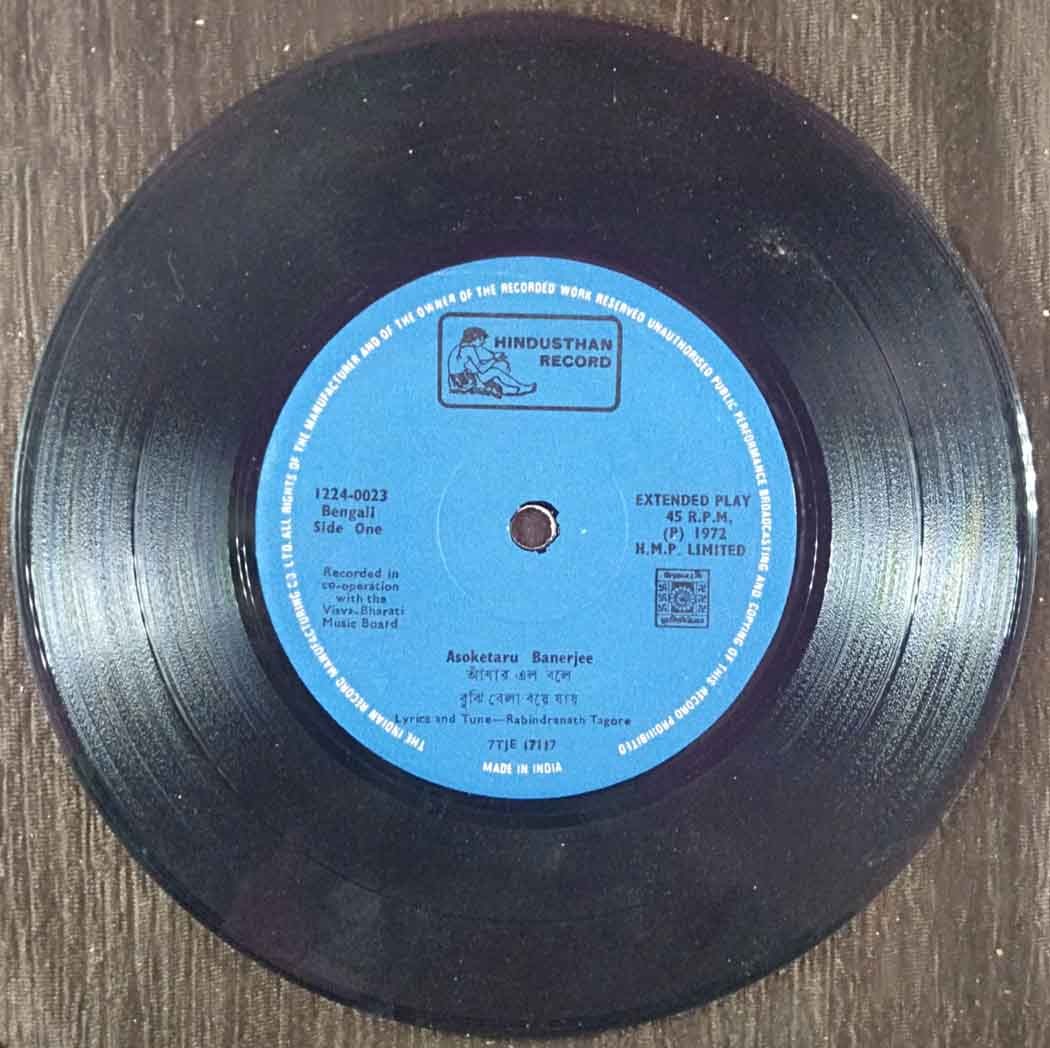 THE INDIAN RECORD MANUFACTURING CO LTD. ALL RIGHTS OF THE MANUFACTURER AND OF THE OWNER OF THE RECORDED WORK RESERVED UNAUTHORISED PUBLIC PERFORMANCE BROADCASTING AND COPYING OF THIS RECORD PROHIBITED
HINDUSTHAN
RECORD
1224-0023
Bengali
Side One
EXTENDED PLAY
45 R.P.M.
(P) 1972
H.M.P. LIMITED
Recorded in
co-operation
with the
Visva-Bharati
Music Board
Asoketaru Banerjee
আঁধার এল বলে
বুঝি বেলা বয়ে যায়
Lyrics and Tune—Rabindranath Tagore
7TJE 17117
MADE IN INDIA